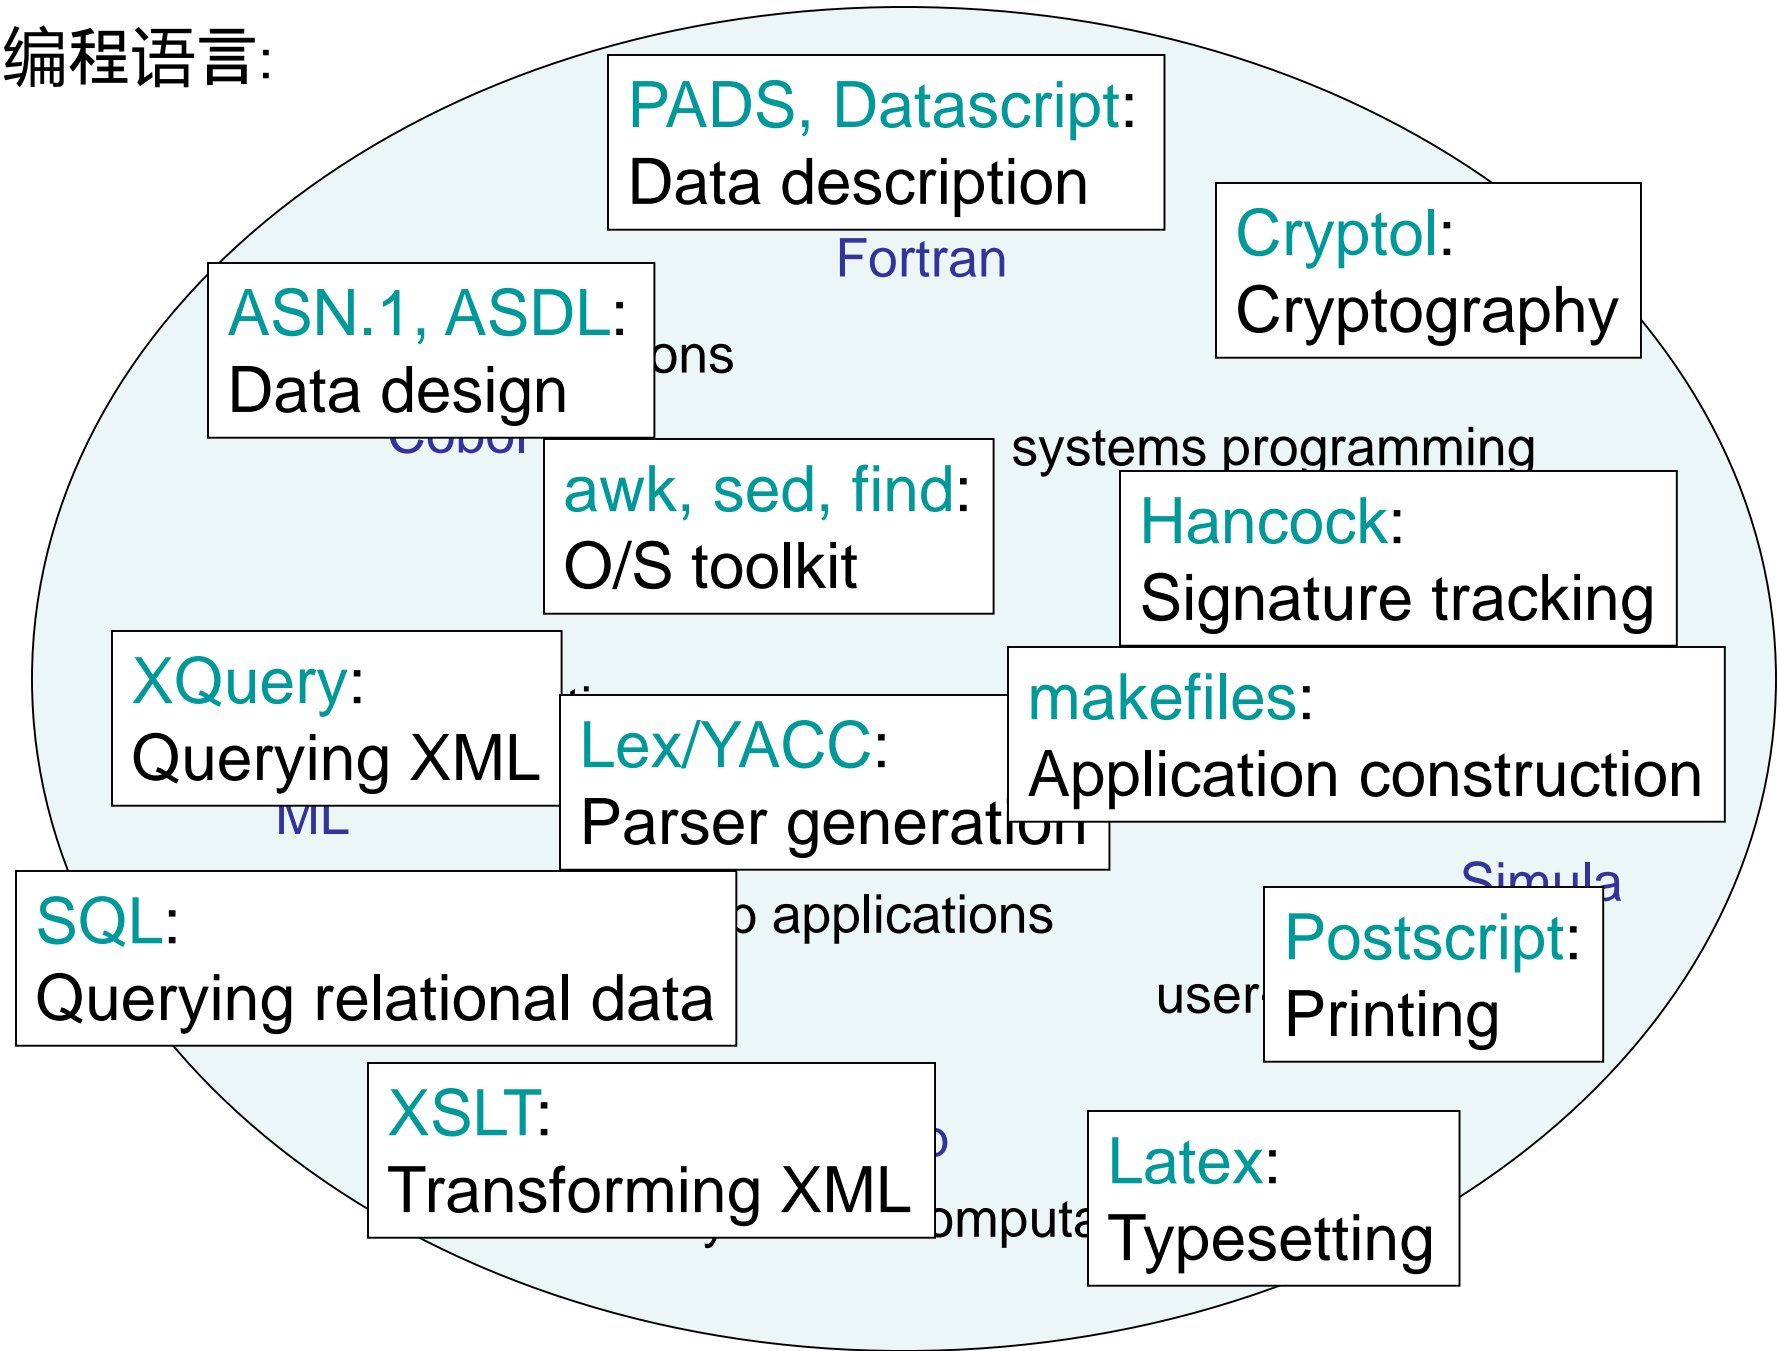 编程语言:
PADS, Datascript:
Data description
Cryptol:
Cryptography
Fortran
ASN.1, ASDL:
Data design
Cobol
systems programming
awk, sed, find:
O/S toolkit
Hancock:
Signature tracking
XQuery:
Querying XML
makefiles:
Application construction
Lex/YACC:
Parser generation
ML
Simula
SQL:
Querying relational data
applications
Postscript:
Printing
user-
XSLT:
Transforming XML
Latex:
Typesetting